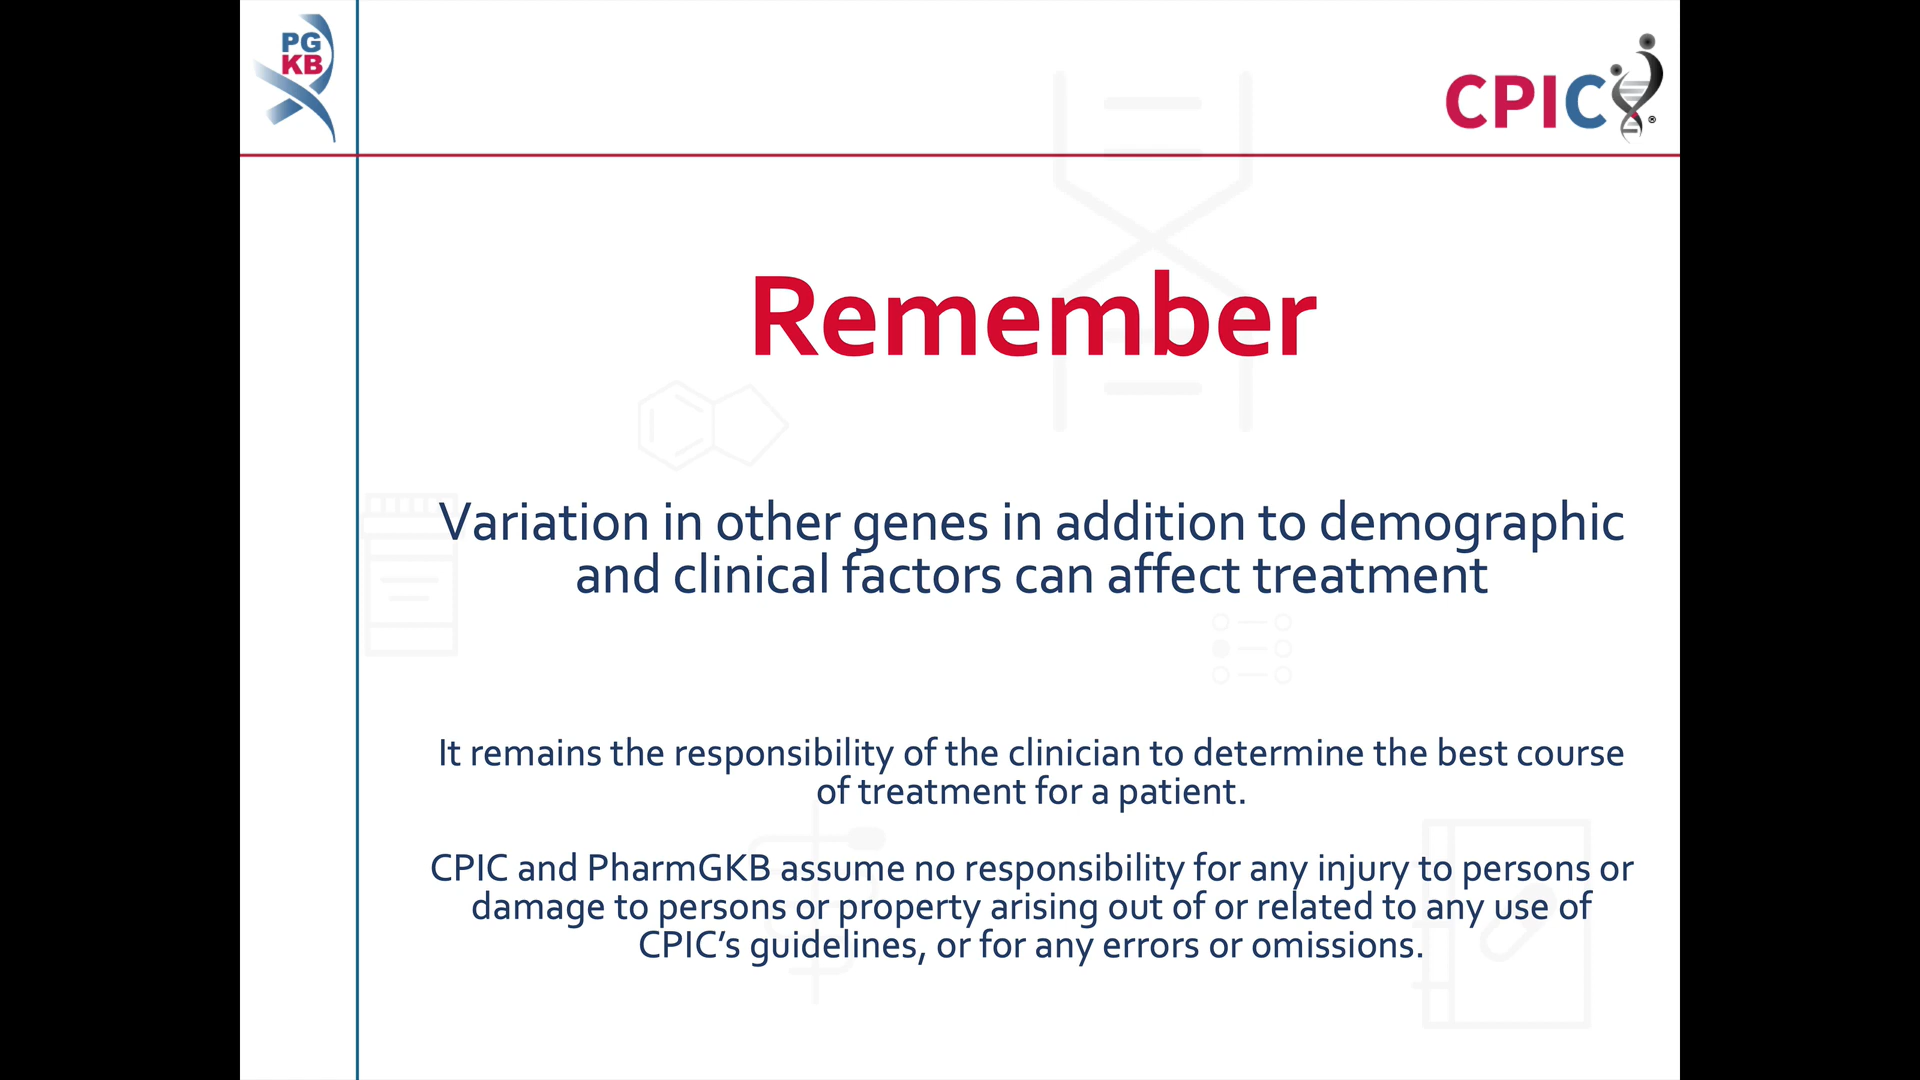 PG
KB
CPIC®
Remember
Variation in other genes in addition to demographic
and clinical factors can affect treatment
It remains the responsibility of the clinician to determine the best course
of treatment for a patient.
CPIC and PharmGKB assume no responsibility for any injury to persons or
damage to persons or property arising out of or related to any use of
CPIC’s guidelines, or for any errors or omissions.